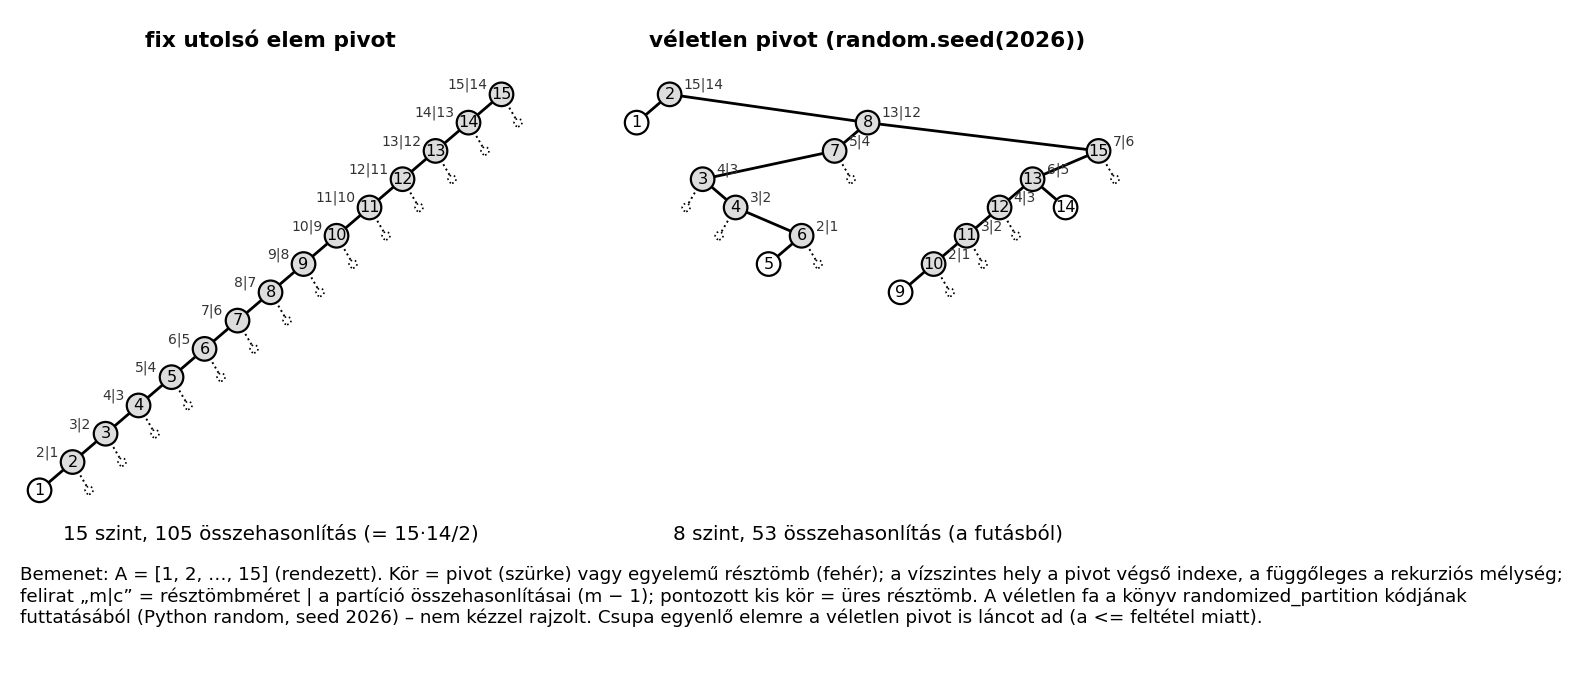 fix utolsó elem pivot
15|14 15
14|13 14
13|12 13
12|11 12
11|10 11
10|9 10
9|8 9
8|7 8
7|6 7
6|5 6
5|4 5
4|3 4
3|2 3
2|1 2
1
15 szint, 105 összehasonlítás (= 15·14/2)
véletlen pivot (random.seed(2026))
2 15|14
1 8 13|12
7 5|4 15 7|6
3 4|3 13 6|5
4 3|2 12 4|3 14
6 2|1 11 3|2
5 10 2|1
9
8 szint, 53 összehasonlítás (a futásból)
Bemenet: A = [1, 2, …, 15] (rendezett). Kör = pivot (szürke) vagy egyelemű résztömb (fehér); a vízszintes hely a pivot végső indexe, a függőleges a rekurziós mélység;
felirat „m|c” = résztömbméret | a partíció összehasonlításai (m − 1); pontozott kis kör = üres résztömb. A véletlen fa a könyv randomized_partition kódjának
futtatásából (Python random, seed 2026) – nem kézzel rajzolt. Csupa egyenlő elemre a véletlen pivot is láncot ad (a <= feltétel miatt).